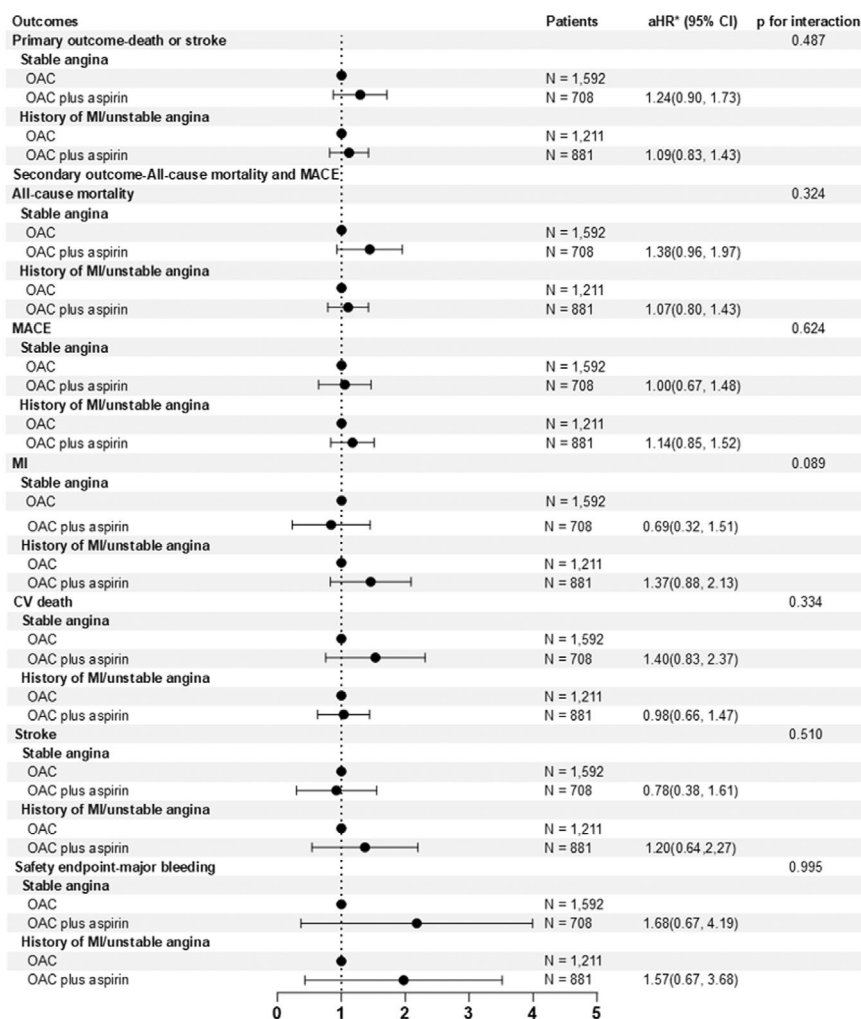 Outcomes Patients aHR* (95% CI) p for interaction
Primary outcome-death or stroke 0.487
Stable angina
OAC N = 1,592
OAC plus aspirin N = 708 1.24(0.90, 1.73)
History of MI/unstable angina
OAC N = 1,211
OAC plus aspirin N = 881 1.09(0.83, 1.43)
Secondary outcome-All-cause mortality and MACE
All-cause mortality 0.324
Stable angina
OAC N = 1,592
OAC plus aspirin N = 708 1.38(0.96, 1.97)
History of MI/unstable angina
OAC N = 1,211
OAC plus aspirin N = 881 1.07(0.80, 1.43)
MACE 0.624
Stable angina
OAC N = 1,592
OAC plus aspirin N = 708 1.00(0.67, 1.48)
History of MI/unstable angina
OAC N = 1,211
OAC plus aspirin N = 881 1.14(0.85, 1.52)
MI 0.089
Stable angina
OAC N = 1,592
OAC plus aspirin N = 708 0.69(0.32, 1.51)
History of MI/unstable angina
OAC N = 1,211
OAC plus aspirin N = 881 1.37(0.88, 2.13)
CV death 0.334
Stable angina
OAC N = 1,592
OAC plus aspirin N = 708 1.40(0.83, 2.37)
History of MI/unstable angina
OAC N = 1,211
OAC plus aspirin N = 881 0.98(0.66, 1.47)
Stroke 0.510
Stable angina
OAC N = 1,592
OAC plus aspirin N = 708 0.78(0.38, 1.61)
History of MI/unstable angina
OAC N = 1,211
OAC plus aspirin N = 881 1.20(0.64,2,27)
Safety endpoint-major bleeding 0.995
Stable angina
OAC N = 1,592
OAC plus aspirin N = 708 1.68(0.67, 4.19)
History of MI/unstable angina
OAC N = 1,211
OAC plus aspirin N = 881 1.57(0.67, 3.68)
0 1 2 3 4 5